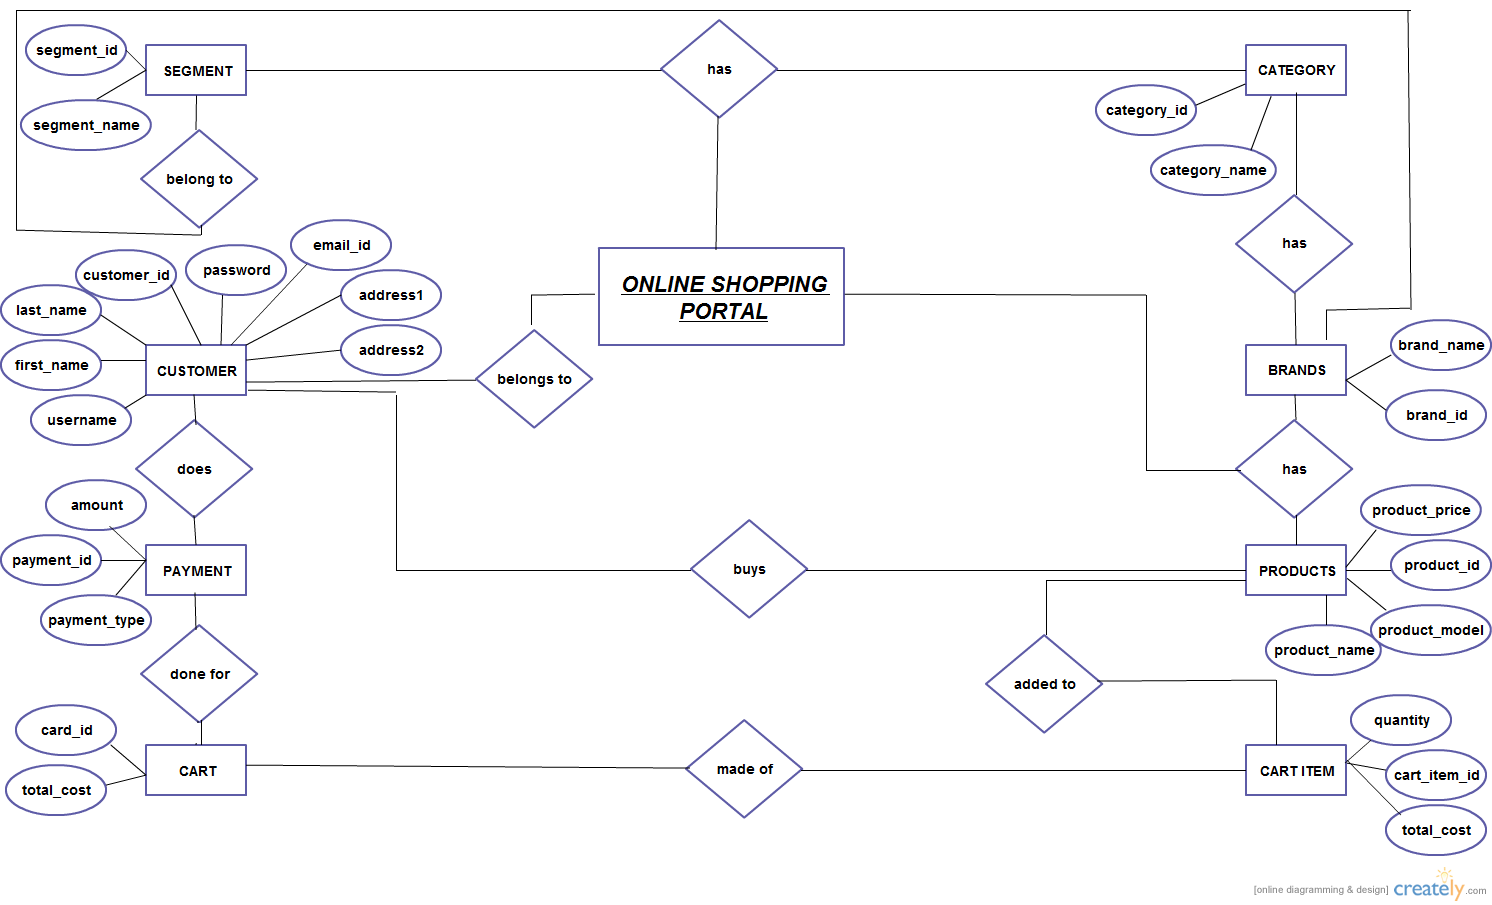 segment_id
SEGMENT
has
CATEGORY
category_id
segment_name
category_name
belong to
has
email_id
password
customer_id
ONLINE SHOPPING
PORTAL
address1
last_name
address2
brand_name
first_name
CUSTOMER
belongs to
BRANDS
username
brand_id
does
has
amount
product_price
payment_id
PAYMENT
buys
PRODUCTS
product_id
payment_type
product_model
product_name
done for
added to
card_id
quantity
CART
made of
CART ITEM
cart_item_id
total_cost
total_cost
[online diagramming & design] creately.com